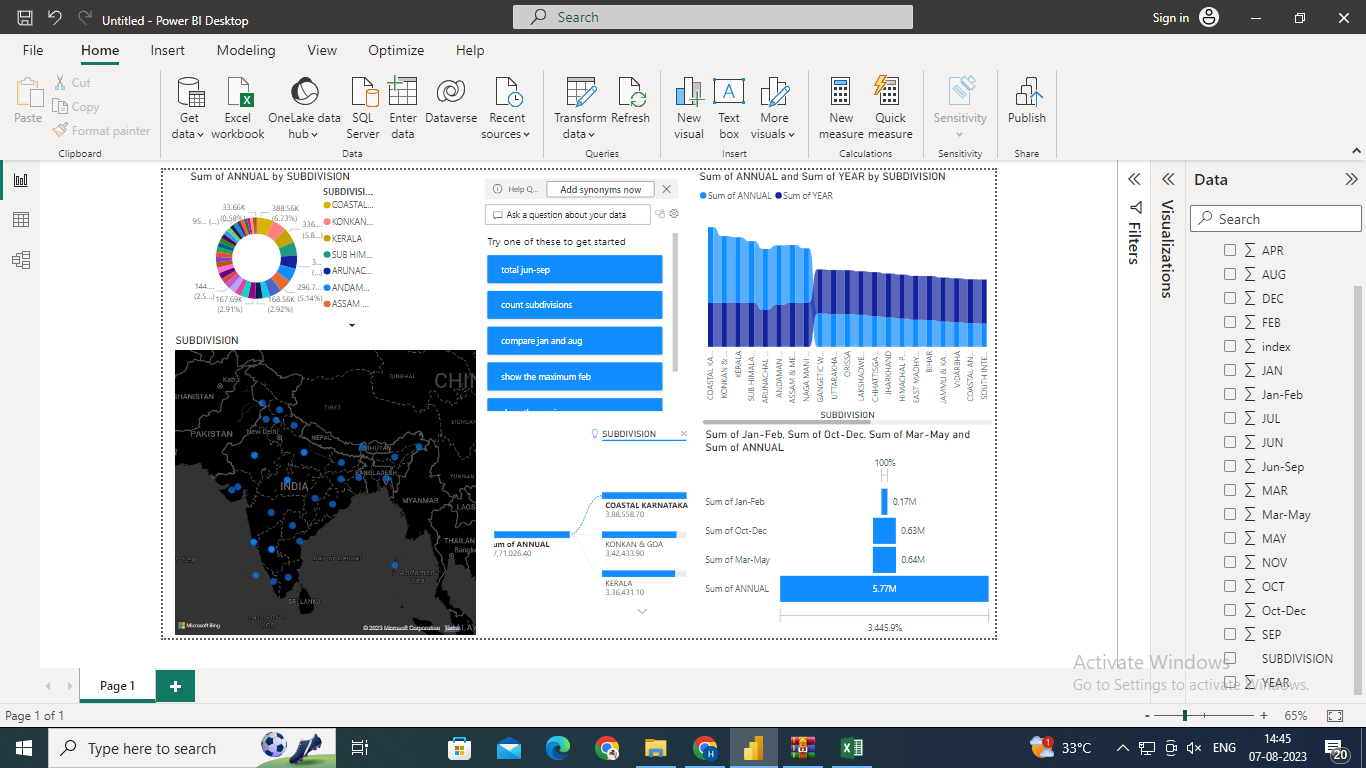 Untitled - Power BI Desktop
Search
Sign in
File Home Insert Modeling View Optimize Help
Paste
Cut
Copy
Format painter
Clipboard
Get data
Excel workbook
OneLake data hub
SQL Server
Enter data
Dataverse
Recent sources
Data
Transform data
Refresh
Queries
New visual
Text box
More visuals
Insert
New measure
Quick measure
Calculations
Sensitivity
Sensitivity
Publish
Share
Sum of ANNUAL by SUBDIVISION
SUBDIVISI...
COASTAL...
KONKAN...
KERALA
SUB HIM...
ARUNAC...
ANDAM...
ASSAM ...
33.66K
(0.58%)
388.56K
(6.73%)
336....
(5.8...)
3...
(...)
296.7...
(5.14%)
168.56K
(2.92%)
167.69K
(2.91%)
144....
(2.5...)
95... (...)
Help Q...
Add synonyms now
Ask a question about your data
Try one of these to get started
total jun-sep
count subdivisions
compare jan and aug
show the maximum feb
Sum of ANNUAL and Sum of YEAR by SUBDIVISION
Sum of ANNUAL Sum of YEAR
COASTAL KA...
KONKAN & ...
KERALA
SUB HIMALA...
ARUNACHAL ...
ANDAMAN ...
ASSAM & ME...
NAGA MANI ...
GANGETIC W...
UTTARAKHA...
ORISSA
LAKSHADWE...
CHHATTISGA...
JHARKHAND
HIMACHAL P...
EAST MADHY...
BIHAR
JAMMU & KA...
VIDARBHA
COASTAL AN...
SOUTH INTE...
SUBDIVISION
SUBDIVISION
Kabul
GHANISTAN
QINGHAI
CHIN
TIBET
SICHUAN
PAKISTAN
New Delhi
NEPAL
BHUTAN
BANGLADESH
YUNNAN
INDIA
MYANMAR
LAOS
THAILAN
Bangko
Bay of Bengal
Andaman
Sea
SRI LANKA
Laccadive
Sea
MALAY
Microsoft Bing
© 2023 Microsoft Corporation Terms
SUBDIVISION
um of ANNUAL
7,71,026.40
COASTAL KARNATAKA
3,88,558.70
KONKAN & GOA
3,42,433.90
KERALA
3,36,431.10
Sum of Jan-Feb, Sum of Oct-Dec, Sum of Mar-May and
Sum of ANNUAL
100%
Sum of Jan-Feb 0.17M
Sum of Oct-Dec 0.63M
Sum of Mar-May 0.64M
Sum of ANNUAL 5.77M
3,445.9%
Filters
Visualizations
Data
Search
APR
AUG
DEC
FEB
index
JAN
Jan-Feb
JUL
JUN
Jun-Sep
MAR
Mar-May
MAY
NOV
OCT
Oct-Dec
SEP
SUBDIVISION
YEAR
Activate Windows
Go to Settings to activate Windows.
Page 1
Page 1 of 1
65%
Type here to search
1
33°C
ENG
14:45
07-08-2023
20